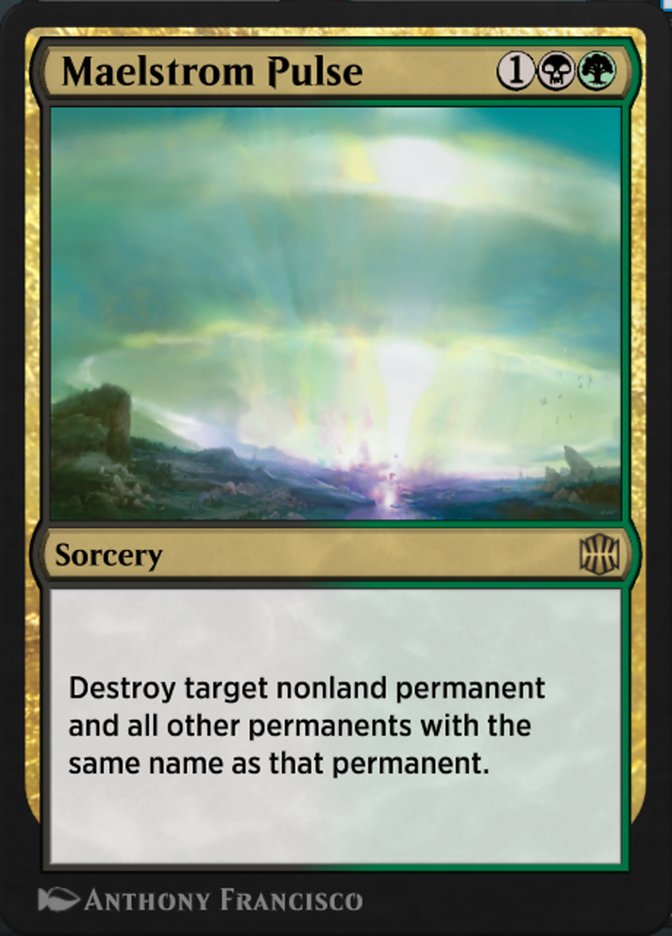 Maelstrom Pulse 1
Sorcery
Destroy target nonland permanent
and all other permanents with the
same name as that permanent.
Anthony Francisco